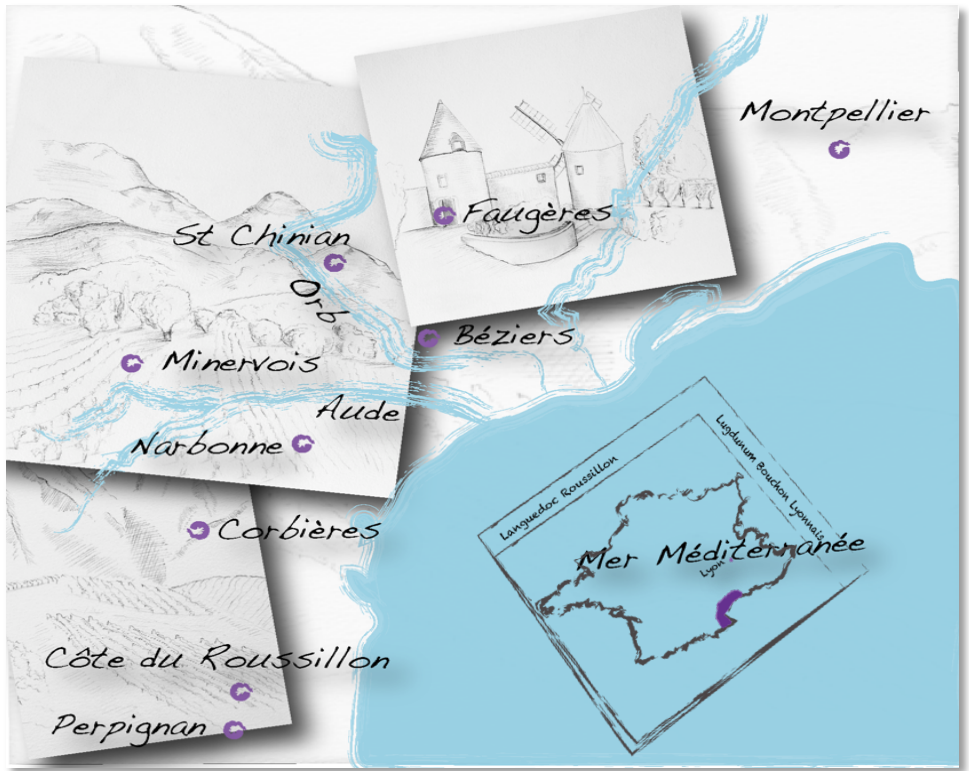 Montpellier
Faugères
St Chinian
Orb
Béziers
Minervois
Aude
Narbonne
Corbières
Languedoc Roussillon
Lugdunum Bouchon Lyonnais
Mer Méditerranée
Lyon
Côte du Roussillon
Perpignan